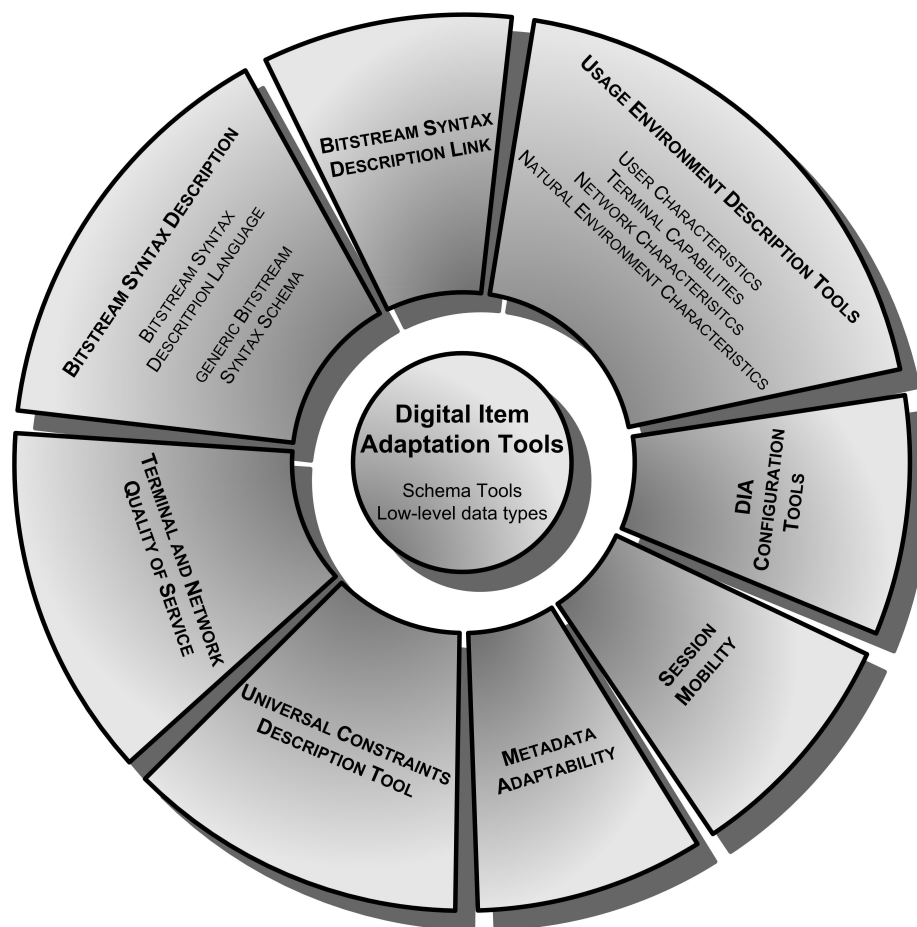 Digital Item
Adaptation Tools
Schema Tools
Low-level data types
BITSTREAM SYNTAX
DESCRIPTION LINK
USAGE ENVIRONMENT DESCRIPTION TOOLS
USER CHARACTERISTICS
TERMINAL CAPABILITIES
NETWORK CHARACTERISITCS
NATURAL ENVIRONMENT CHARACTERISTICS
DIA
CONFIGURATION
TOOLS
SESSION
MOBILITY
METADATA
ADAPTABILITY
UNIVERSAL CONSTRAINTS
DESCRIPTION TOOL
TERMINAL AND NETWORK
QUALITY OF SERVICE
BITSTREAM SYNTAX DESCRIPTION
BITSTREAM SYNTAX
DESCRITPION LANGUAGE
GENERIC BITSTREAM
SYNTAX SCHEMA